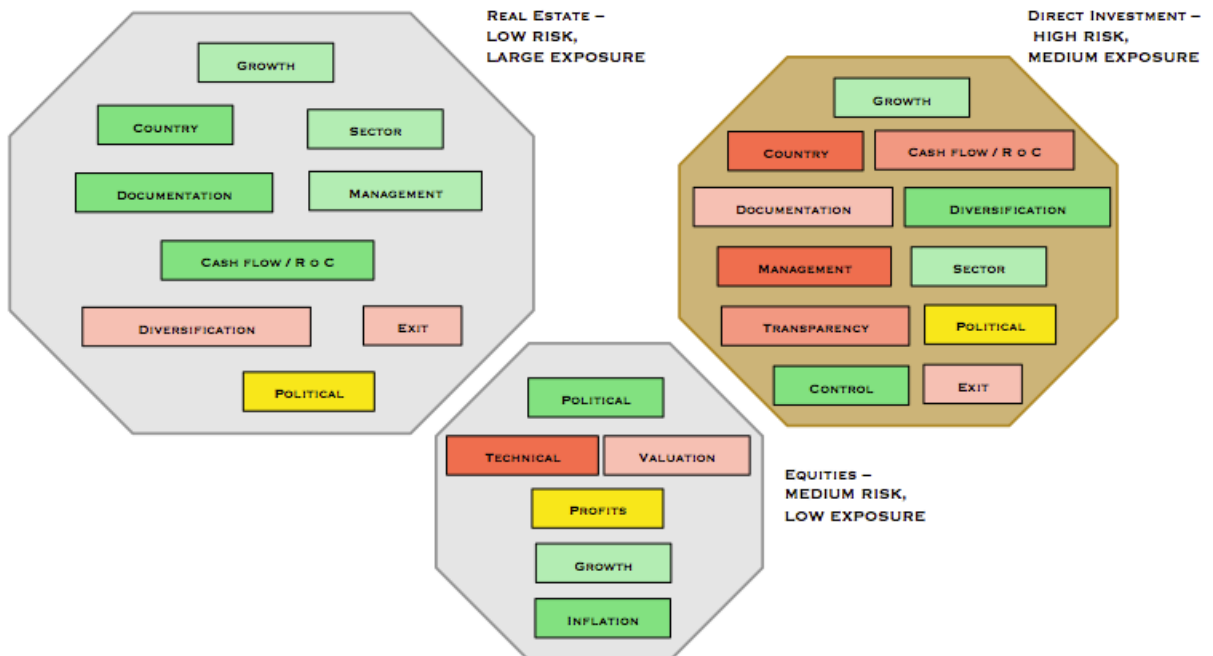 REAL ESTATE –
LOW RISK,
LARGE EXPOSURE
GROWTH
COUNTRY
SECTOR
DOCUMENTATION
MANAGEMENT
CASH FLOW / R O C
DIVERSIFICATION
EXIT
POLITICAL
DIRECT INVESTMENT –
HIGH RISK,
MEDIUM EXPOSURE
GROWTH
COUNTRY
CASH FLOW / R O C
DOCUMENTATION
DIVERSIFICATION
MANAGEMENT
SECTOR
TRANSPARENCY
POLITICAL
CONTROL
EXIT
POLITICAL
TECHNICAL
VALUATION
PROFITS
GROWTH
INFLATION
EQUITIES –
MEDIUM RISK,
LOW EXPOSURE